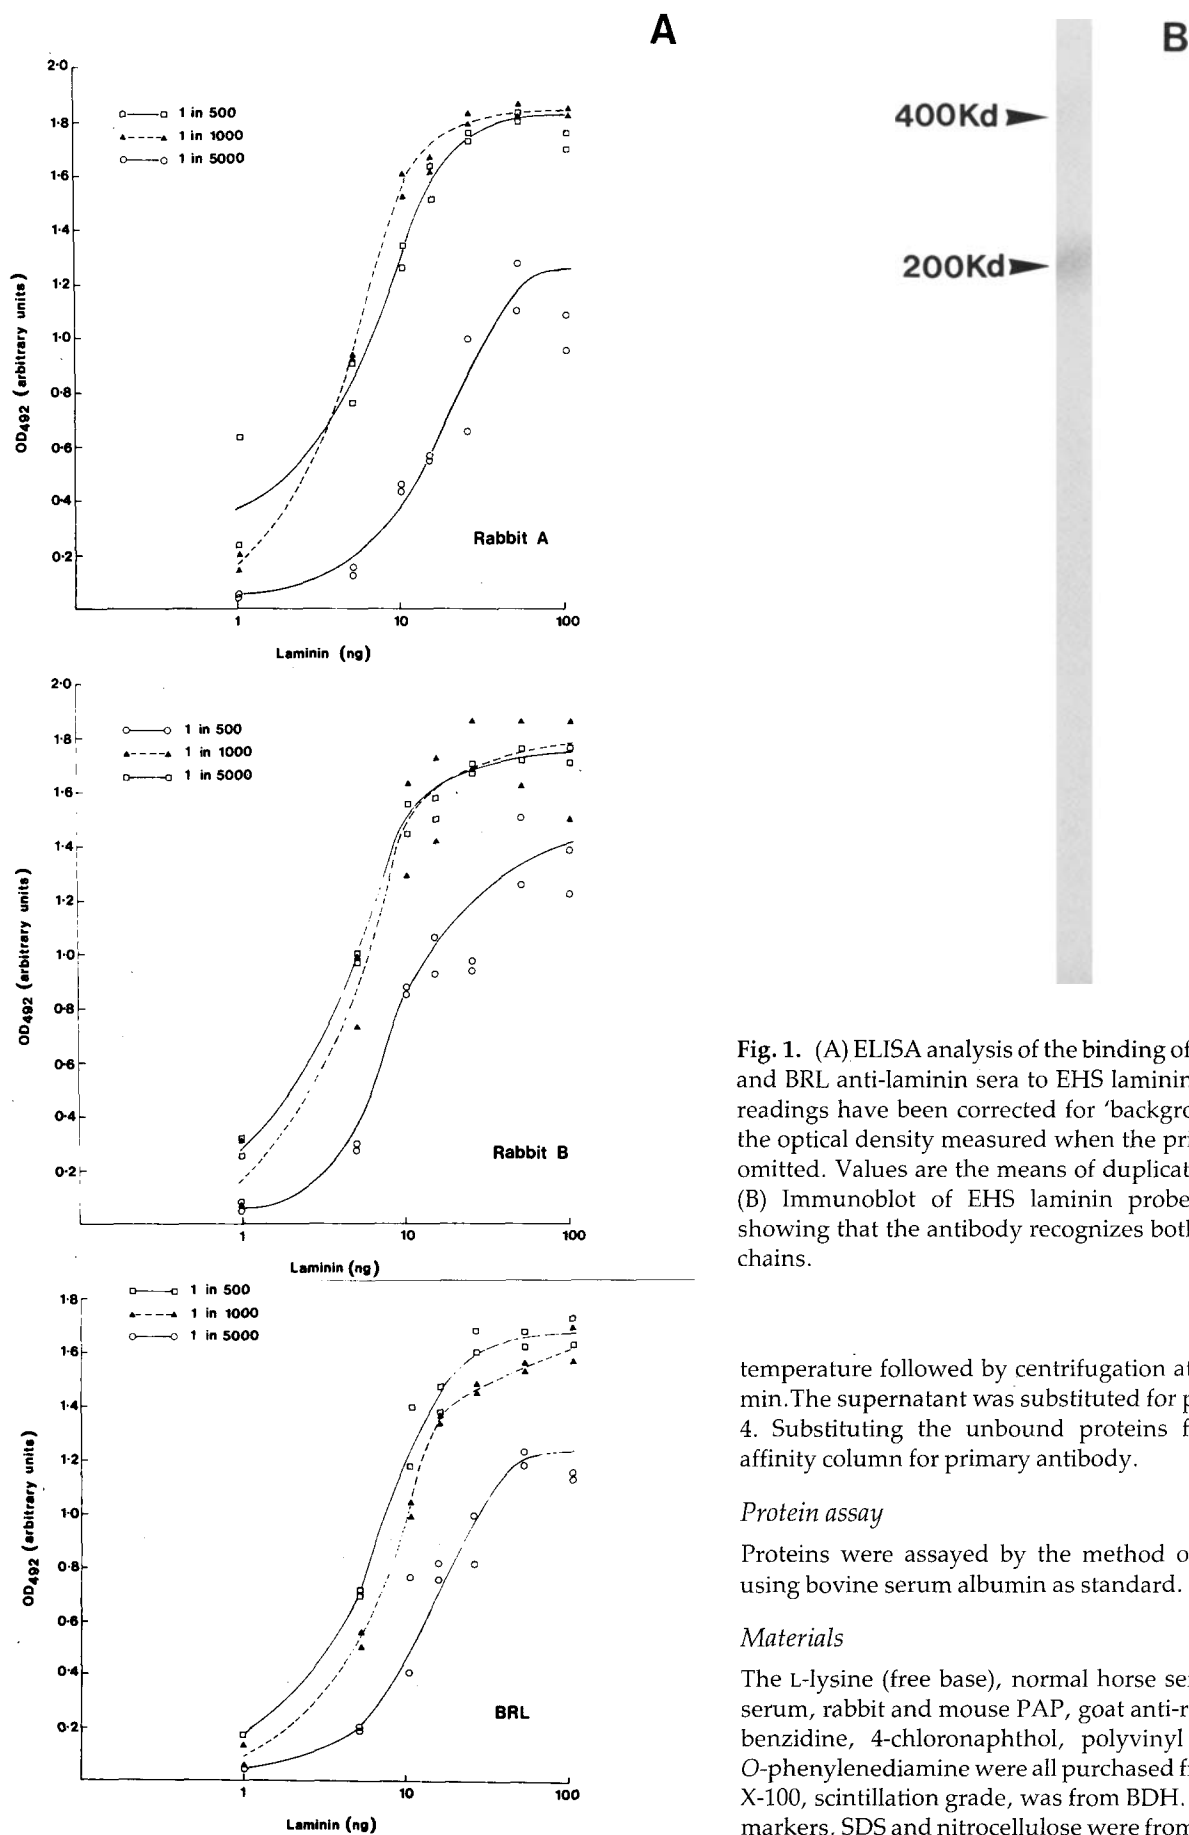 A
2·0
1·8
1·6
1·4
1·2
1·0
0·8
0·6
0·4
0·2
1 in 500
1 in 1000
1 in 5000
OD492 (arbitrary units)
Rabbit A
1 10 100
Laminin (ng)
2·0
1·8
1·6
1·4
1·2
1·0
0·8
0·6
0·4
0·2
1 in 500
1 in 1000
1 in 5000
OD492 (arbitrary units)
Rabbit B
1 10 100
Laminin (ng)
1·8
1·6
1·4
1·2
1·0
0·8
0·6
0·4
0·2
1 in 500
1 in 1000
1 in 5000
OD492 (arbitrary units)
BRL
1 10 100
Laminin (ng)
B
400Kd
200Kd
Fig. 1. (A) ELISA analysis of the binding of
and BRL anti-laminin sera to EHS laminin
readings have been corrected for 'backgro
the optical density measured when the pri
omitted. Values are the means of duplicat
(B) Immunoblot of EHS laminin probe
showing that the antibody recognizes both
chains.
temperature followed by centrifugation at
min.The supernatant was substituted for p
4. Substituting the unbound proteins f
affinity column for primary antibody.
Protein assay
Proteins were assayed by the method o
using bovine serum albumin as standard.
Materials
The L-lysine (free base), normal horse ser
serum, rabbit and mouse PAP, goat anti-r
benzidine, 4-chloronaphthol, polyvinyl
O-phenylenediamine were all purchased f
X-100, scintillation grade, was from BDH.
markers, SDS and nitrocellulose were from